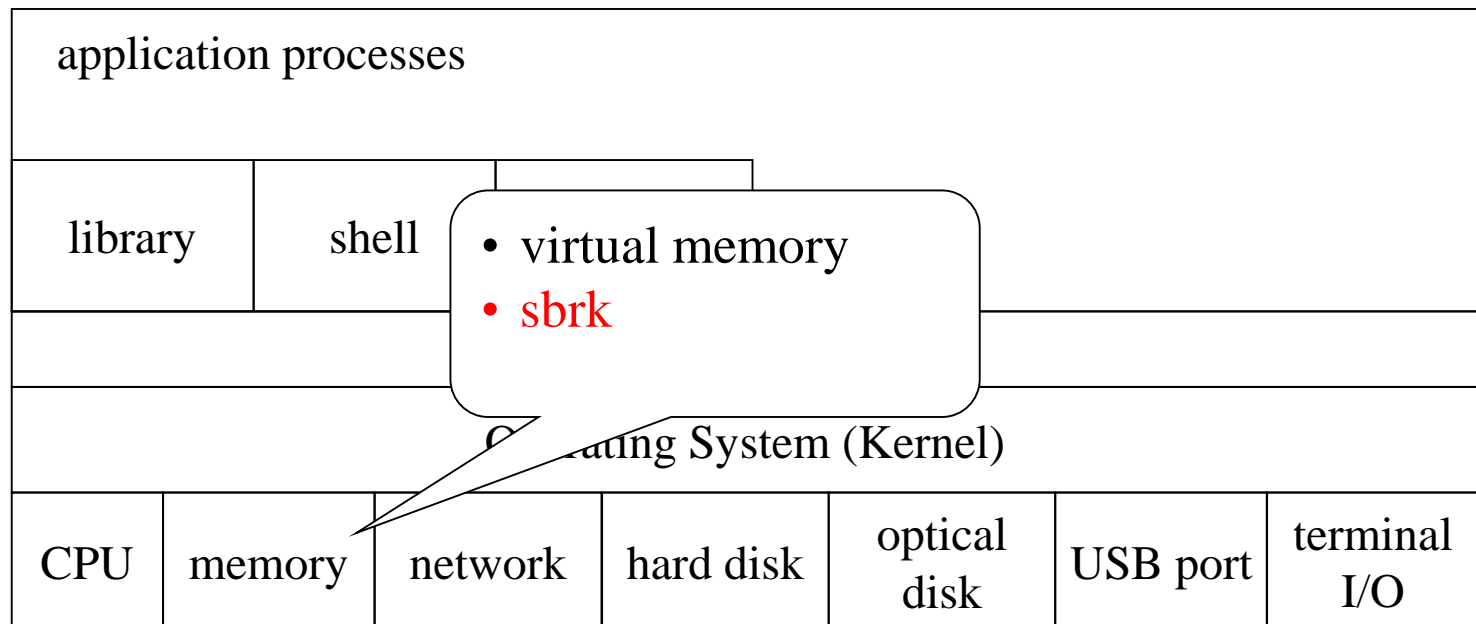 application processes
library
shell
• virtual memory
• sbrk
rating System (Kernel)
CPU
memory
network
hard disk
optical
disk
USB port
terminal
I/O